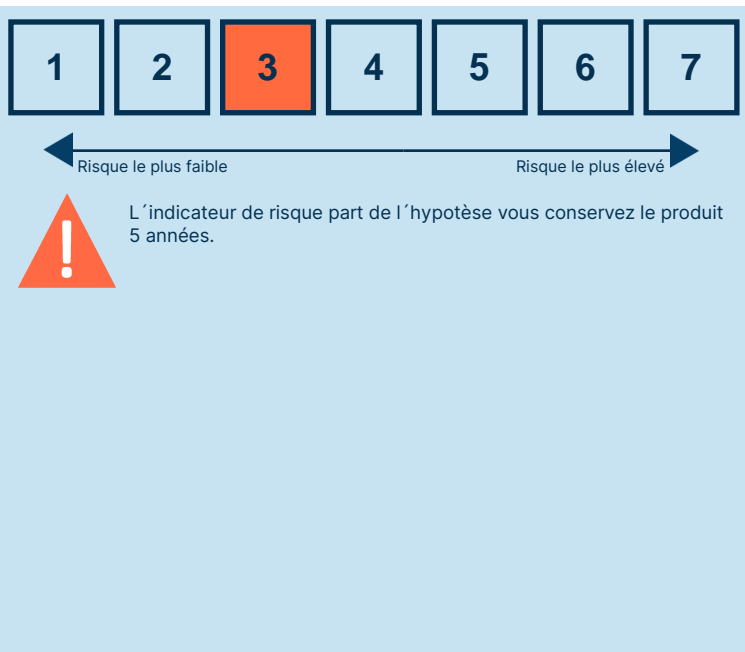 1 2 3 4 5 6 7
Risque le plus faible Risque le plus élevé
L´indicateur de risque part de l´hypotèse vous conservez le produit
5 années.